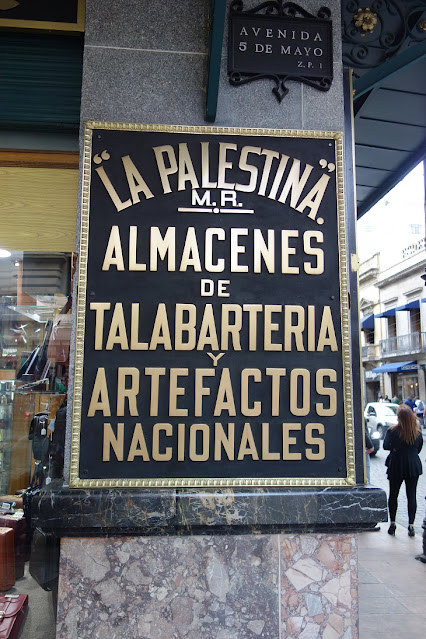 AVENIDA
5 DE MAYO
Z.P. 1
"LA PALESTINA".
M.R.
ALMACENES
DE
TALABARTERIA
Y
ARTEFACTOS
NACIONALES